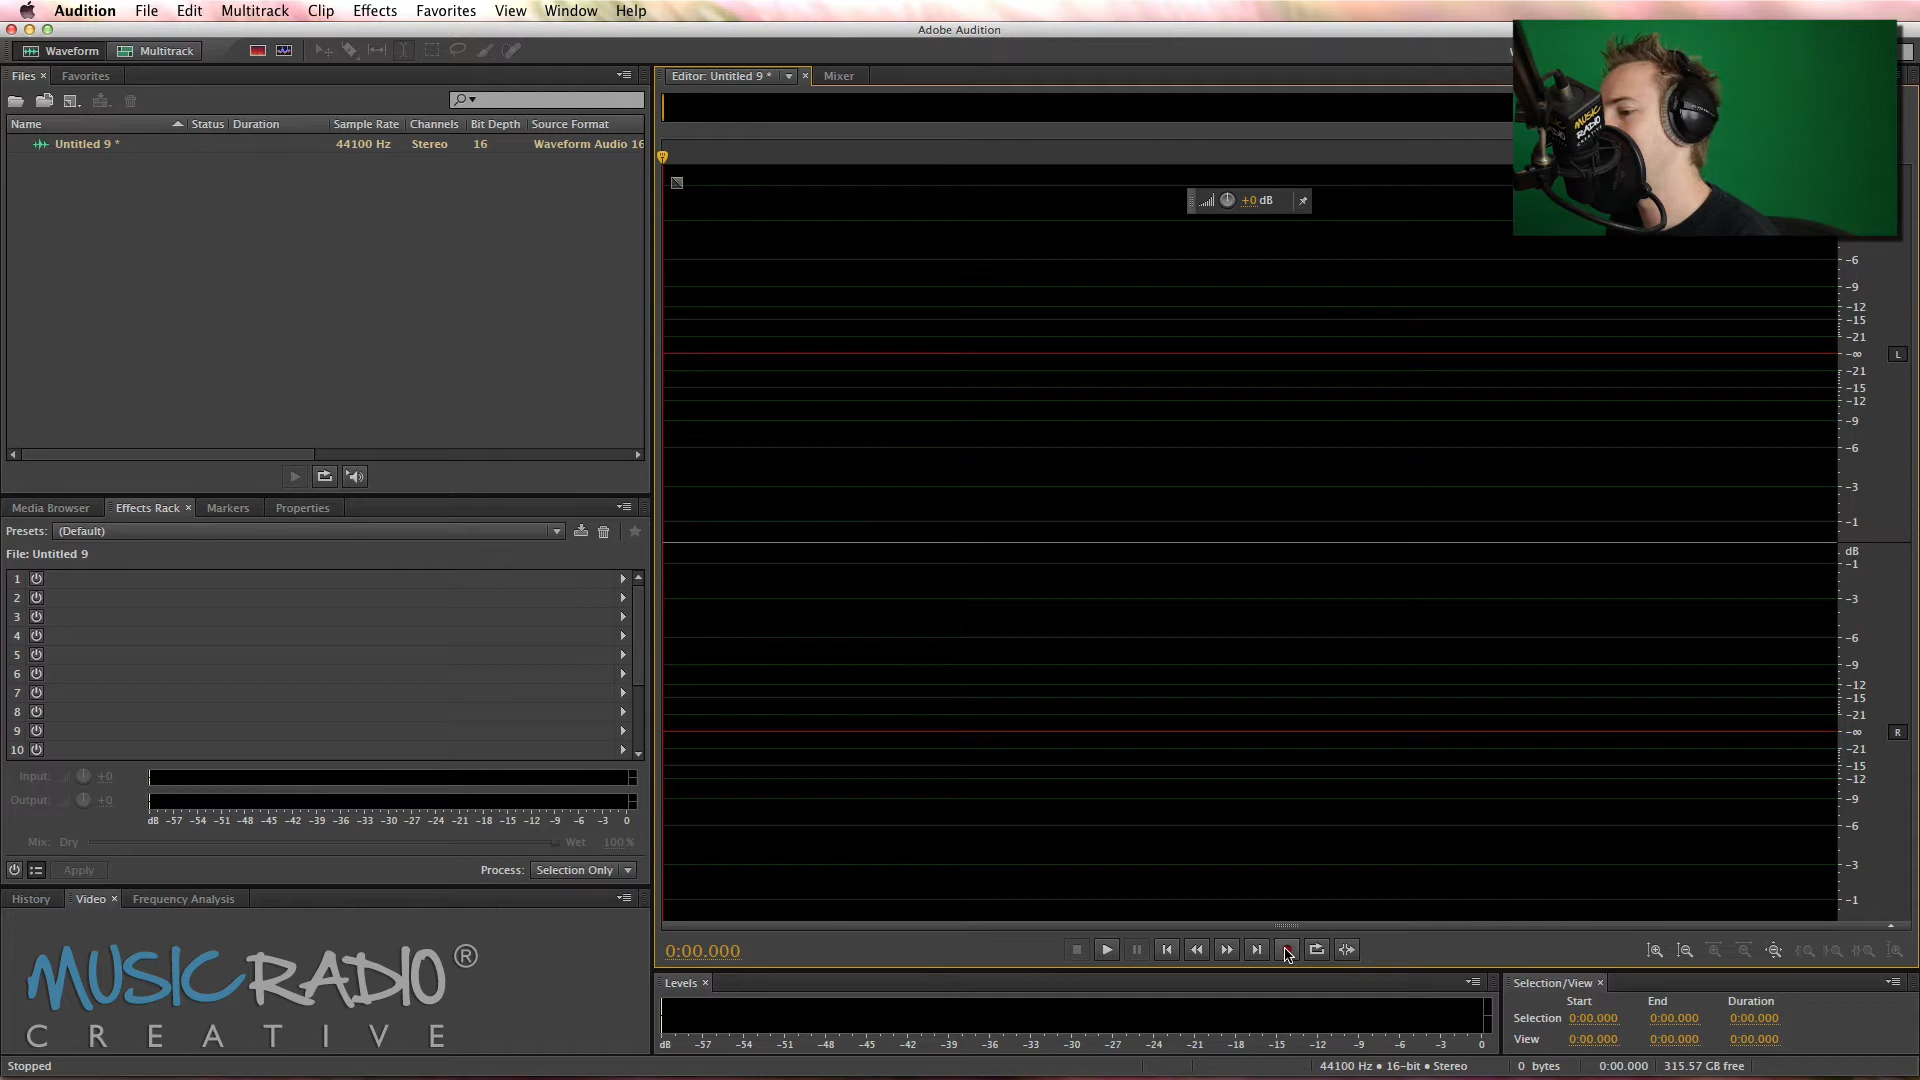 Audition File Edit Multitrack Clip Effects Favorites View Window Help
Adobe Audition
Waveform Multitrack
Files × Favorites
Name Status Duration Sample Rate Channels Bit Depth Source Format
Untitled 9 * 44100 Hz Stereo 16 Waveform Audio 16
Media Browser Effects Rack × Markers Properties
Presets: (Default)
File: Untitled 9
1
2
3
4
5
6
7
8
9
10
Input: +0
Output: +0
dB -57 -54 -51 -48 -45 -42 -39 -36 -33 -30 -27 -24 -21 -18 -15 -12 -9 -6 -3 0
Mix: Dry Wet 100 %
Apply Process: Selection Only
History Video × Frequency Analysis
MUSICRADIO®
CREATIVE
Stopped
Editor: Untitled 9 * × Mixer
+0 dB
MUSIC
RADIO
CREATIVE
-6
-9
-12
-15
-21
-∞ L
-21
-15
-12
-9
-6
-3
-1
dB
-1
-3
-6
-9
-12
-15
-21
-∞ R
-21
-15
-12
-9
-6
-3
-1
0:00.000
Levels ×
dB -57 -54 -51 -48 -45 -42 -39 -36 -33 -30 -27 -24 -21 -18 -15 -12 -9 -6 -3 0
Selection/View ×
Start End Duration
Selection 0:00.000 0:00.000 0:00.000
View 0:00.000 0:00.000 0:00.000
44100 Hz • 16-bit • Stereo 0 bytes 0:00.000 315.57 GB free